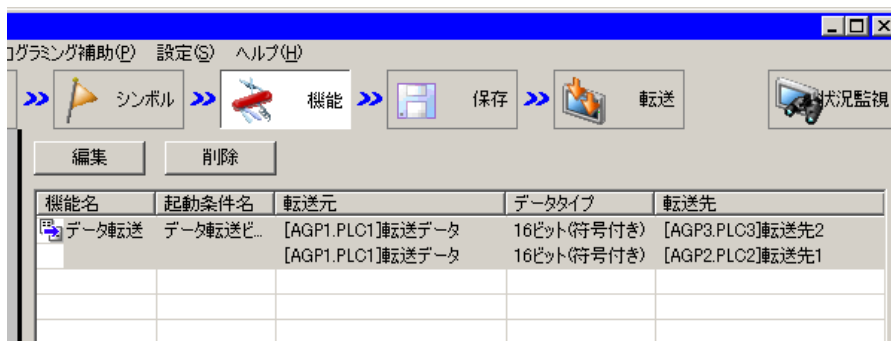 ログラミング補助(P) 設定(S) ヘルプ(H)
シンボル 機能 保存 転送 状況監視
編集 削除
機能名 起動条件名 転送元 データタイプ 転送先
データ転送 データ転送ビ... [AGP1.PLC1]転送データ 16ビット(符号付き) [AGP3.PLC3]転送先2
[AGP1.PLC1]転送データ 16ビット(符号付き) [AGP2.PLC2]転送先1